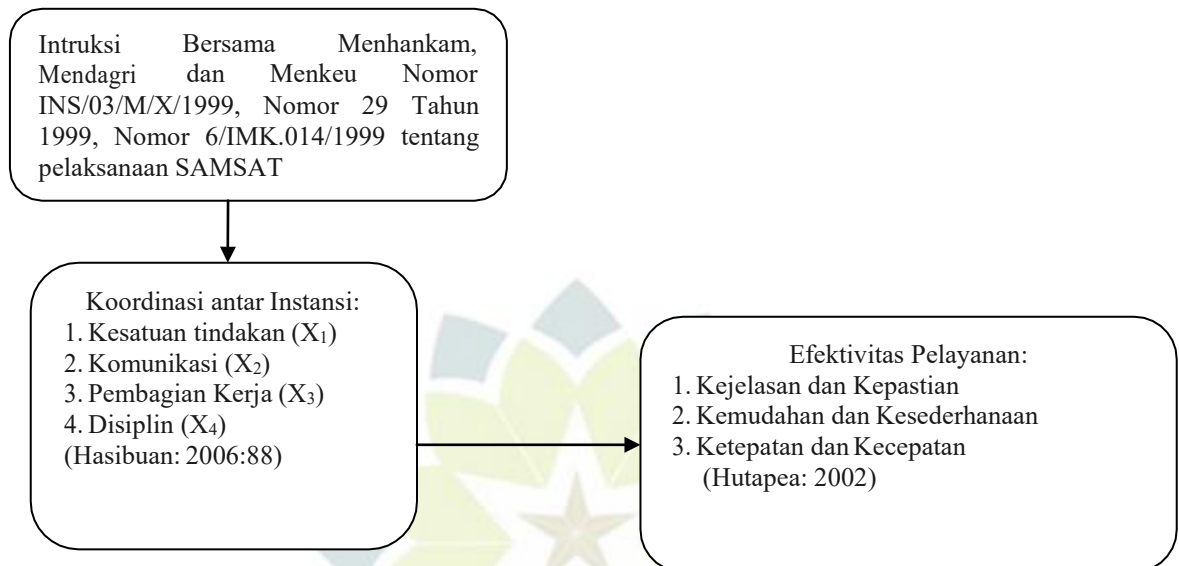 Intruksi Bersama Menhankam,
Mendagri dan Menkeu Nomor
INS/03/M/X/1999, Nomor 29 Tahun
1999, Nomor 6/IMK.014/1999 tentang
pelaksanaan SAMSAT
Koordinasi antar Instansi:
1. Kesatuan tindakan (X₁)
2. Komunikasi (X₂)
3. Pembagian Kerja (X₃)
4. Disiplin (X₄)
(Hasibuan: 2006:88)
Efektivitas Pelayanan:
1. Kejelasan dan Kepastian
2. Kemudahan dan Kesederhanaan
3. Ketepatan dan Kecepatan
(Hutapea: 2002)